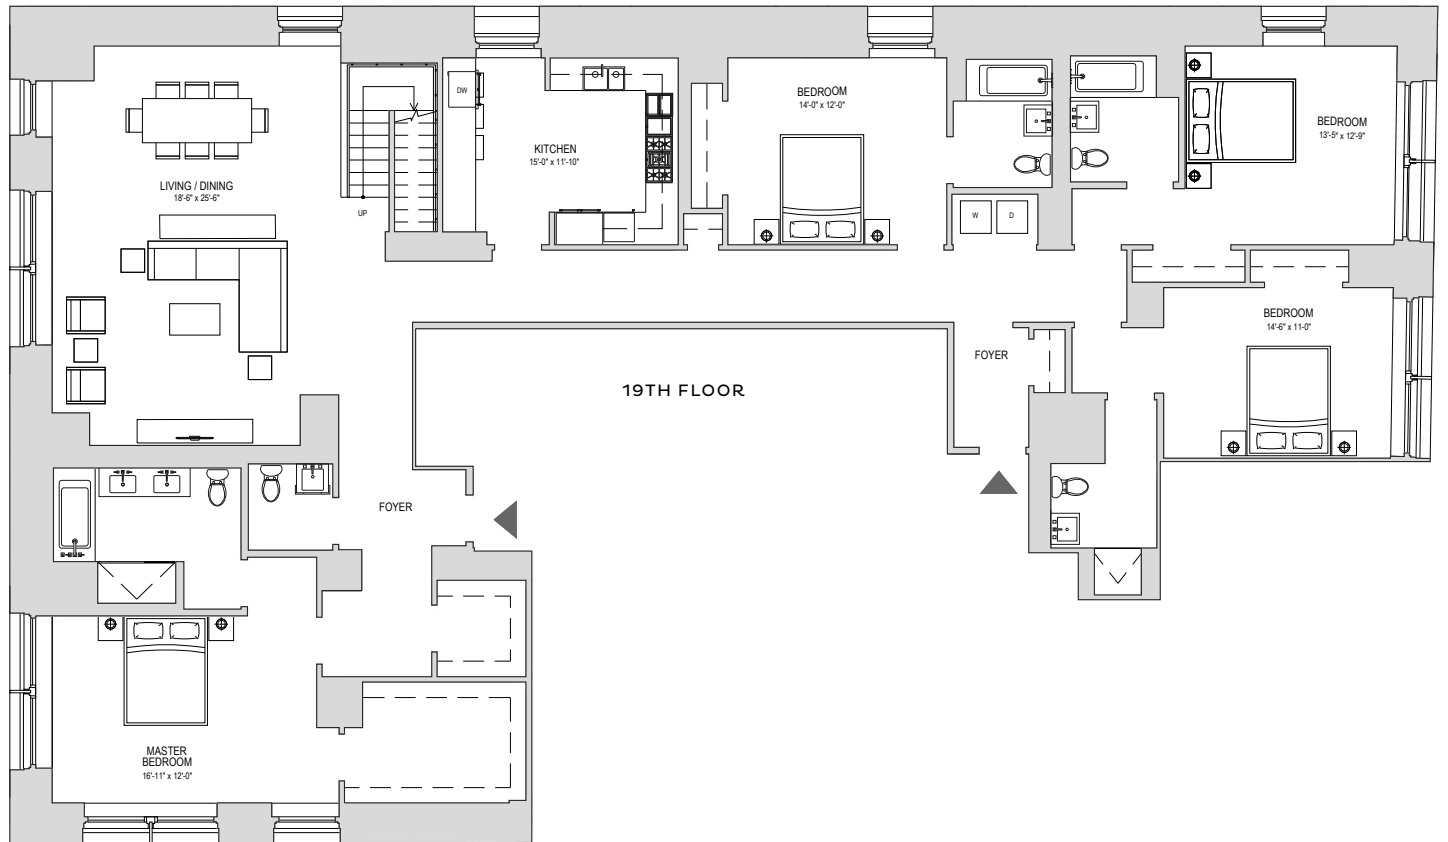 DW
KITCHEN
15'-0" x 11'-10"
BEDROOM
14'-0" x 12'-0"
BEDROOM
13'-5" x 12'-9"
LIVING / DINING
18'-6" x 25'-6"
UP
W
D
BEDROOM
14'-6" x 11-0"
FOYER
19TH FLOOR
FOYER
MASTER
BEDROOM
16'-11" x 12'-0"